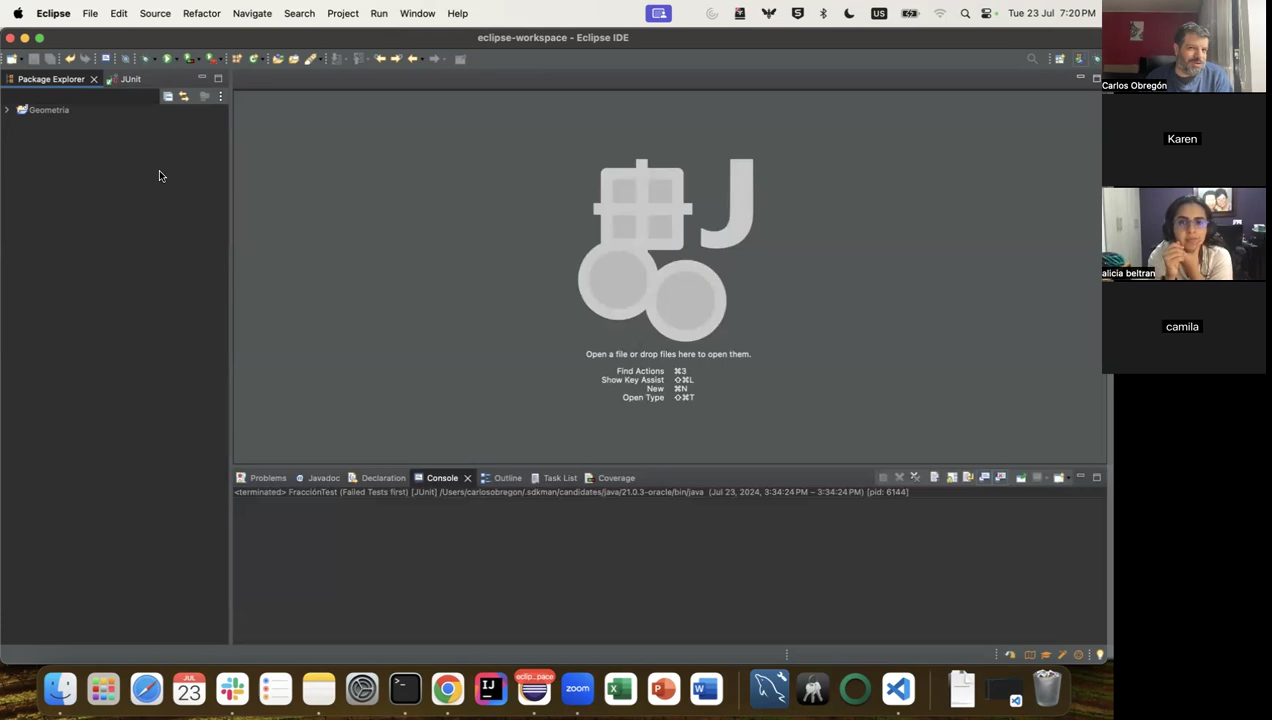 Eclipse File Edit Source Refactor Navigate Search Project Run Window Help US Tue 23 Jul 7:20 PM
eclipse-workspace - Eclipse IDE
Package Explorer JUnit
Geometria
J
Open a file or drop files here to open them.
Find Actions ⌘3
Show Key Assist ⇧⌘L
New ⌘N
Open Type ⇧⌘T
Problems Javadoc Declaration Console Outline Task List Coverage
<terminated> FracciónTest (Failed Tests first) [JUnit] /Users/carlosobregon/.sdkman/candidates/java/21.0.3-oracle/bin/java (Jul 23, 2024, 3:34:24 PM – 3:34:24 PM) [pid: 6144]
Carlos Obregón
Karen
alicia beltran
camila
eclip...pace
JUL
23
zoom
IJ
X
P
W